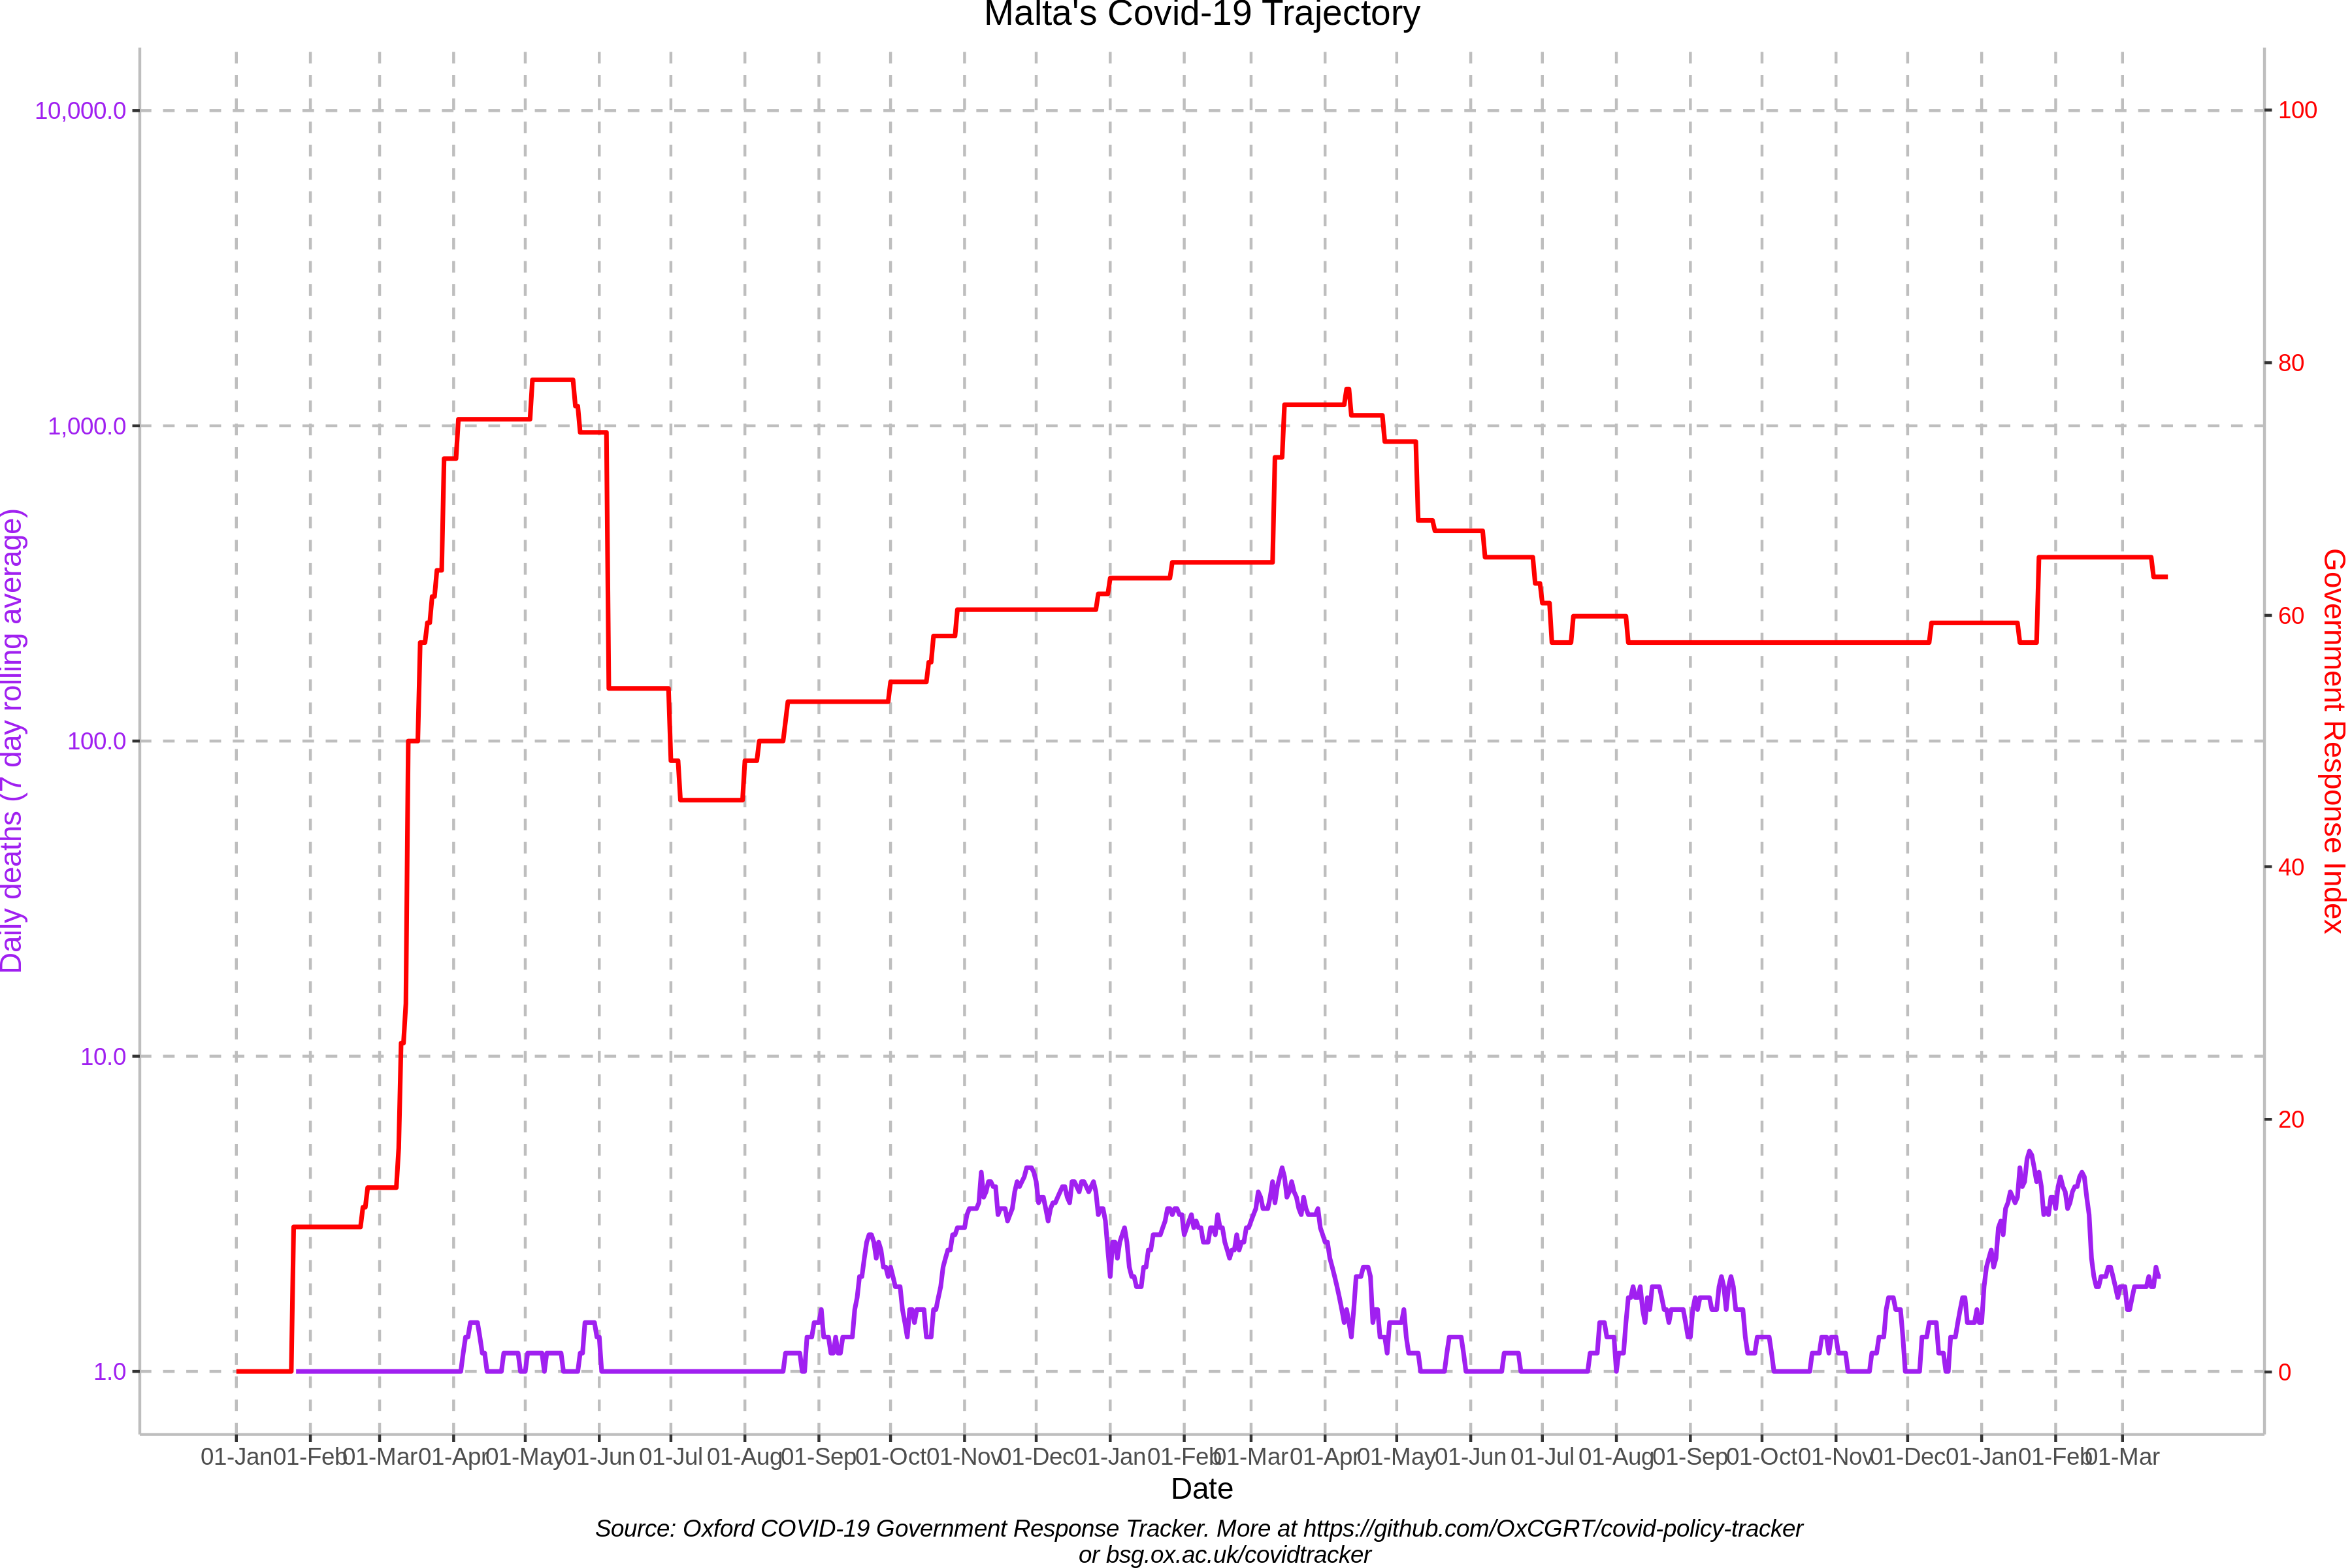 Malta's Covid-19 Trajectory
10,000.0
1,000.0
100.0
10.0
1.0
Daily deaths (7 day rolling average)
100
80
60
40
20
0
Government Response Index
01-Jan 01-Feb 01-Mar 01-Apr 01-May 01-Jun 01-Jul 01-Aug 01-Sep 01-Oct 01-Nov 01-Dec 01-Jan 01-Feb 01-Mar 01-Apr 01-May 01-Jun 01-Jul 01-Aug 01-Sep 01-Oct 01-Nov 01-Dec 01-Jan 01-Feb 01-Mar
Date
Source: Oxford COVID-19 Government Response Tracker. More at https://github.com/OxCGRT/covid-policy-tracker
or bsg.ox.ac.uk/covidtracker